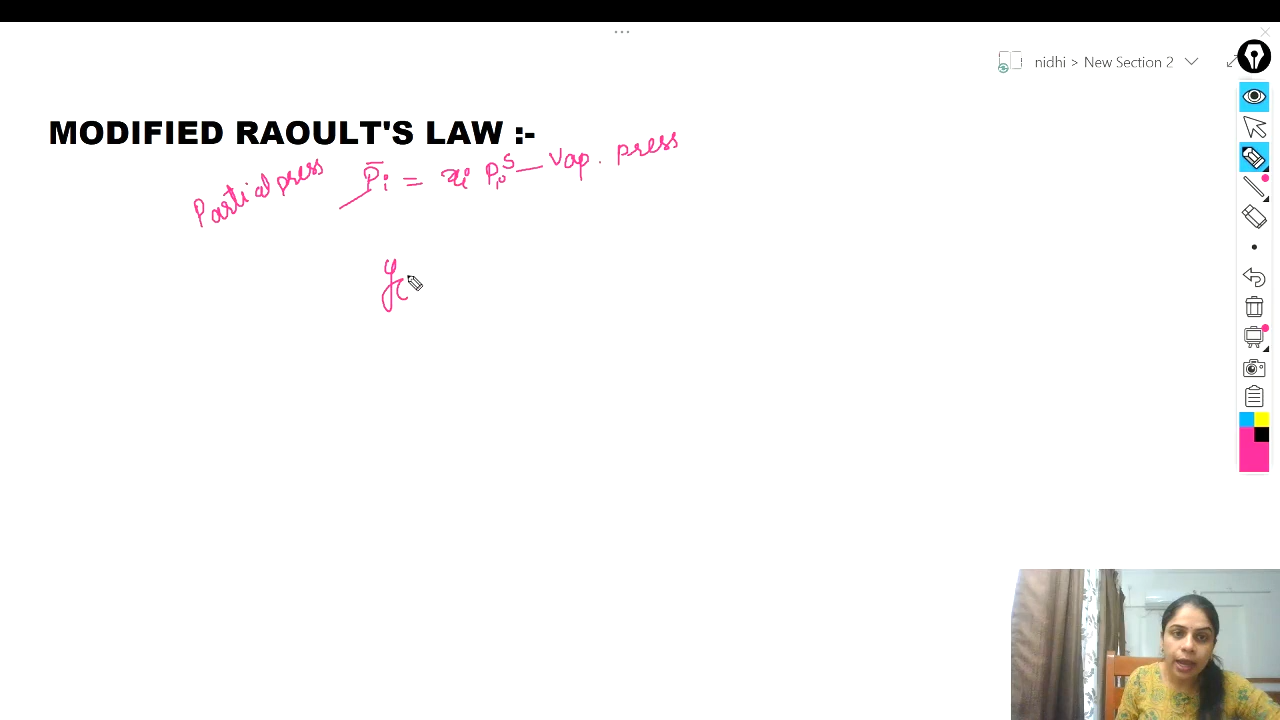 nidhi > New Section 2
MODIFIED RAOULT'S LAW :-
Partial press P̄i = xi Pi^S — Vap. press
y